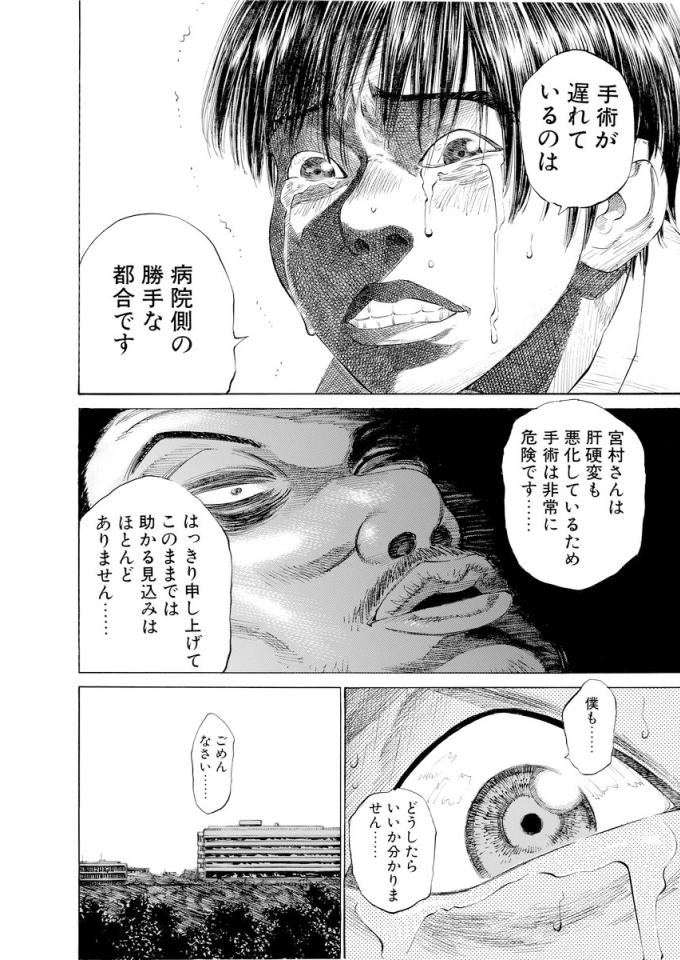 手術が
遅れて
いるのは
病院側の
勝手な
都合です
宮村さんは
肝硬変も
悪化しているため
手術は非常に
危険です……
はっきり申し上げて
このままでは
助かる見込みは
ほとんど
ありません……
僕も……
どうしたら
いいか分かりま
せん……
ごめん
なさい……